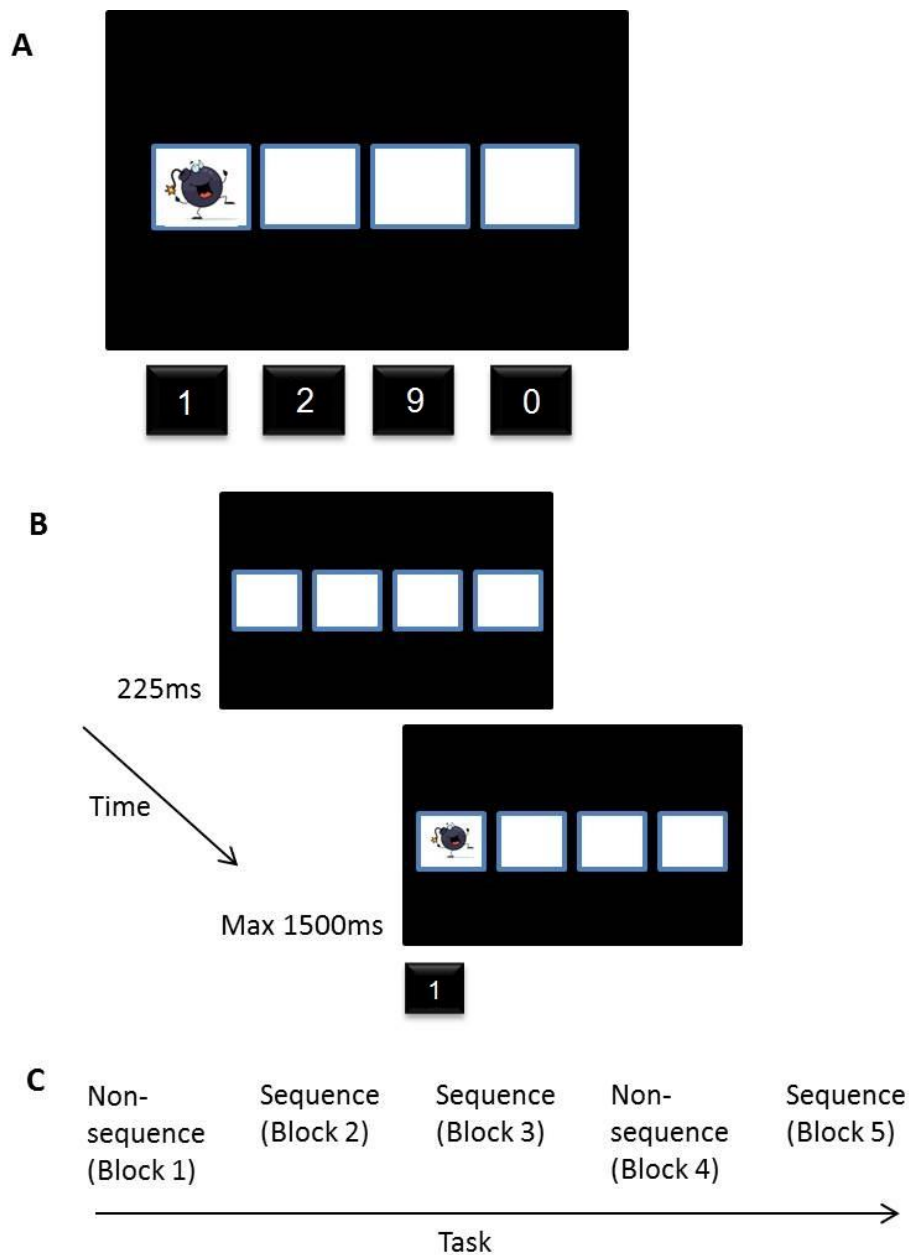 A
1 2 9 0
B
225ms
Time
Max 1500ms
1
C
Non-
sequence
(Block 1)
Sequence
(Block 2)
Sequence
(Block 3)
Non-
sequence
(Block 4)
Sequence
(Block 5)
Task